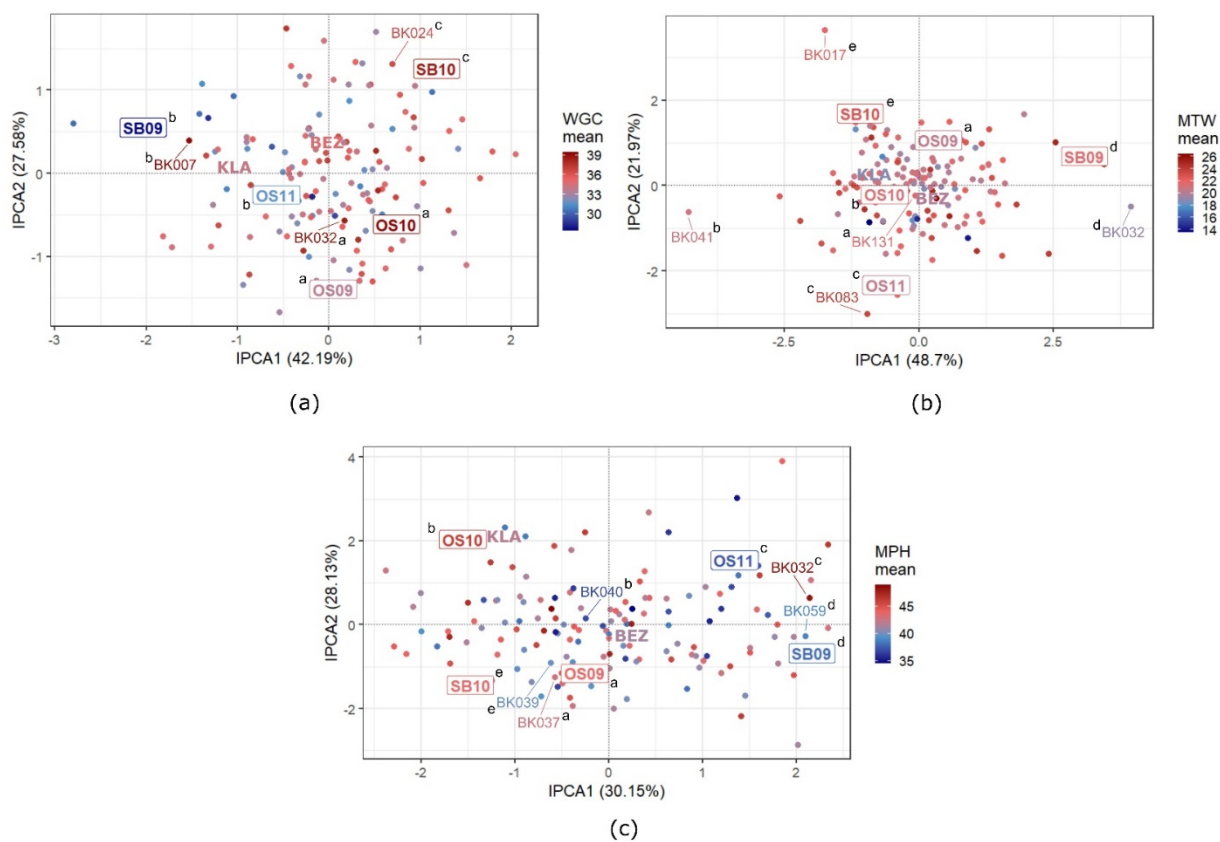 c
BK024
c
SB10
b
SB09
b
BK007
KLA
BEZ
OS11
b
OS10
a
BK032
a
a
OS09
1
0
-1
-3
-2
-1
0
1
2
IPCA1 (42.19%)
IPCA2 (27.58%)
WGC
mean
39
36
33
30
(a)
BK017
e
e
SB10
a
OS09
d
SB09
KLA
OS10
b
BEZ
BK041
b
d
BK032
a
BK131
c
OS11
c
BK083
2
0
-2
-2.5
0.0
2.5
IPCA1 (48.7%)
IPCA2 (21.97%)
MTW
mean
26
24
22
20
18
16
14
(b)
b
OS10
KLA
OS11
c
BK032
c
BK040
b
BK059
d
BEZ
SB09
d
SB10
e
OS09
a
BK039
e
BK037
a
4
2
0
-2
-2
-1
0
1
2
IPCA1 (30.15%)
IPCA2 (28.13%)
MPH
mean
45
40
35
(c)